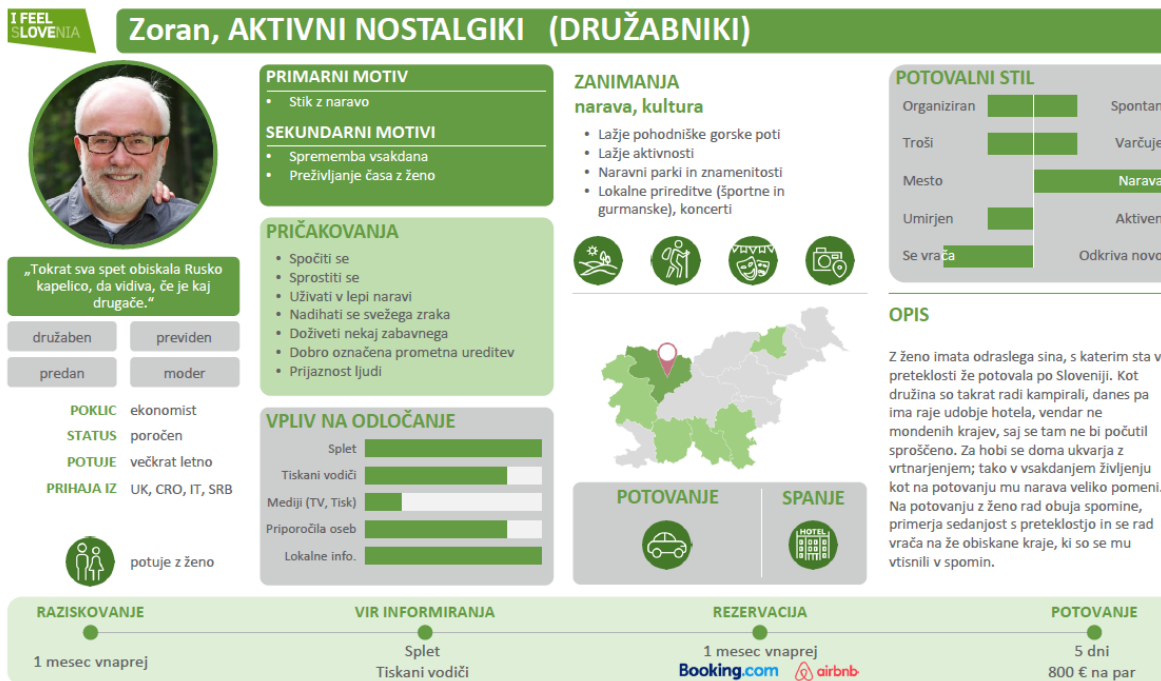 I FEEL
SLOVENIA
Zoran, AKTIVNI NOSTALGIKI (DRUŽABNIKI)
„Tokrat sva spet obiskala Rusko
kapelico, da vidiva, če je kaj
drugače.“
družaben
previden
predan
moder
POKLIC ekonomist
STATUS poročen
POTUJE večkrat letno
PRIHAJA IZ UK, CRO, IT, SRB
potuje z ženo
PRIMARNI MOTIV
• Stik z naravo
SEKUNDARNI MOTIVI
• Sprememba vsakdana
• Preživljanje časa z ženo
PRIČAKOVANJA
• Spočiti se
• Sprostiti se
• Uživati v lepi naravi
• Nadihati se svežega zraka
• Doživeti nekaj zabavnega
• Dobro označena prometna ureditev
• Prijaznost ljudi
VPLIV NA ODLOČANJE
Splet
Tiskani vodiči
Mediji (TV, Tisk)
Priporočila oseb
Lokalne info.
ZANIMANJA
narava, kultura
• Lažje pohodniške gorske poti
• Lažje aktivnosti
• Naravni parki in znamenitosti
• Lokalne prireditve (športne in
gurmanske), koncerti
POTOVANJE
SPANJE
HOTEL
POTOVALNI STIL
Organiziran Spontan
Troši Varčuje
Mesto Narava
Umirjen Aktiven
Se vrača Odkriva novo
OPIS
Z ženo imata odraslega sina, s katerim sta v
preteklosti že potovala po Sloveniji. Kot
družina so takrat radi kampirali, danes pa
ima raje udobje hotela, vendar ne
mondenih krajev, saj se tam ne bi počutil
sproščeno. Za hobi se doma ukvarja z
vrtnarjenjem; tako v vsakdanjem življenju
kot na potovanju mu narava veliko pomeni.
Na potovanju z ženo rad obuja spomine,
primerja sedanjost s preteklostjo in se rad
vrača na že obiskane kraje, ki so se mu
vtisnili v spomin.
RAZISKOVANJE
1 mesec vnaprej
VIR INFORMIRANJA
Splet
Tiskani vodiči
REZERVACIJA
1 mesec vnaprej
Booking.com airbnb
POTOVANJE
5 dni
800 € na par